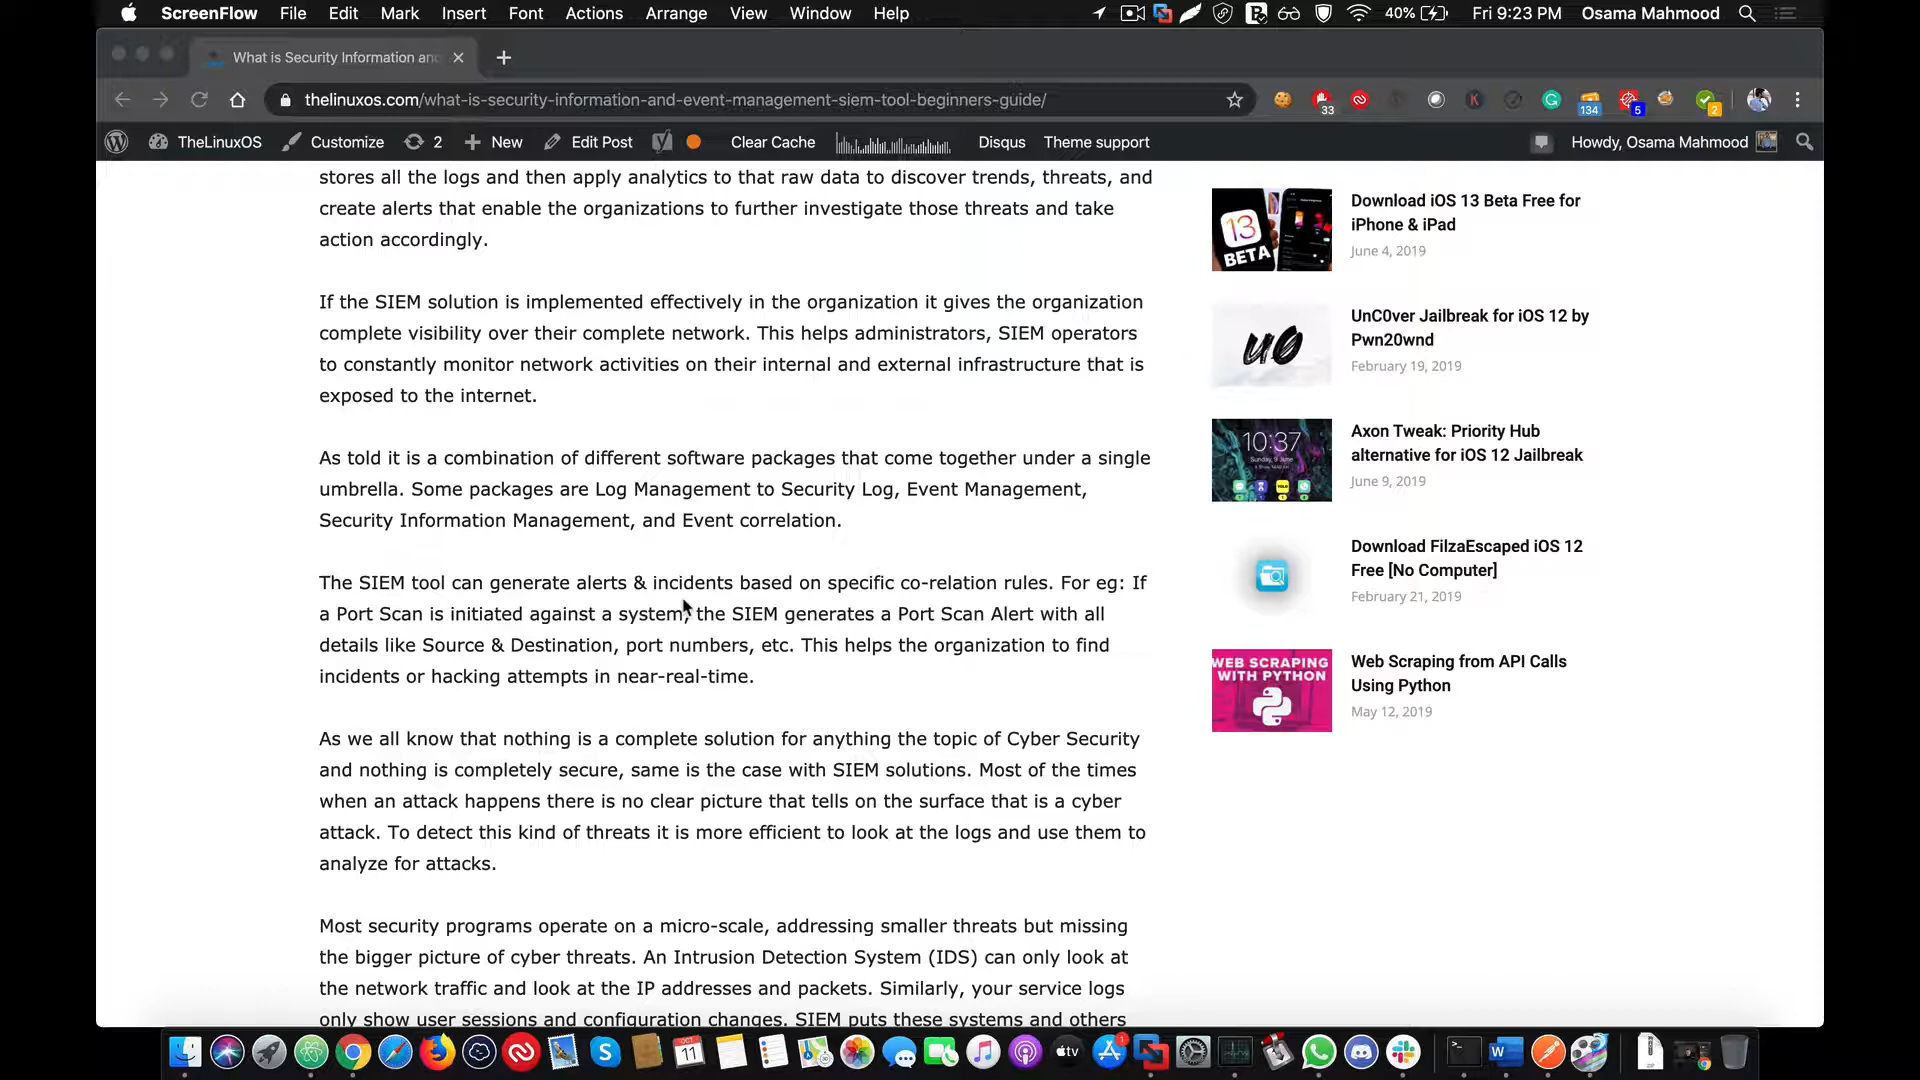 ScreenFlow File Edit Mark Insert Font Actions Arrange View Window Help 40% Fri 9:23 PM Osama Mahmood
What is Security Information and
thelinuxos.com/what-is-security-information-and-event-management-siem-tool-beginners-guide/
33 134 5 2
TheLinuxOS Customize 2 New Edit Post Clear Cache Disqus Theme support Howdy, Osama Mahmood
stores all the logs and then apply analytics to that raw data to discover trends, threats, and
create alerts that enable the organizations to further investigate those threats and take
action accordingly.
If the SIEM solution is implemented effectively in the organization it gives the organization
complete visibility over their complete network. This helps administrators, SIEM operators
to constantly monitor network activities on their internal and external infrastructure that is
exposed to the internet.
As told it is a combination of different software packages that come together under a single
umbrella. Some packages are Log Management to Security Log, Event Management,
Security Information Management, and Event correlation.
The SIEM tool can generate alerts & incidents based on specific co-relation rules. For eg: If
a Port Scan is initiated against a system, the SIEM generates a Port Scan Alert with all
details like Source & Destination, port numbers, etc. This helps the organization to find
incidents or hacking attempts in near-real-time.
As we all know that nothing is a complete solution for anything the topic of Cyber Security
and nothing is completely secure, same is the case with SIEM solutions. Most of the times
when an attack happens there is no clear picture that tells on the surface that is a cyber
attack. To detect this kind of threats it is more efficient to look at the logs and use them to
analyze for attacks.
Most security programs operate on a micro-scale, addressing smaller threats but missing
the bigger picture of cyber threats. An Intrusion Detection System (IDS) can only look at
the network traffic and look at the IP addresses and packets. Similarly, your service logs
only show user sessions and configuration changes. SIEM puts these systems and others
13
BETA
Download iOS 13 Beta Free for
iPhone & iPad
June 4, 2019
u0
UnC0ver Jailbreak for iOS 12 by
Pwn20wnd
February 19, 2019
10:37
Sunday, 9 June
Axon Tweak: Priority Hub
alternative for iOS 12 Jailbreak
June 9, 2019
Download FilzaEscaped iOS 12
Free [No Computer]
February 21, 2019
WEB SCRAPING
WITH PYTHON
Web Scraping from API Calls
Using Python
May 12, 2019
OCT
11
tv
1
W